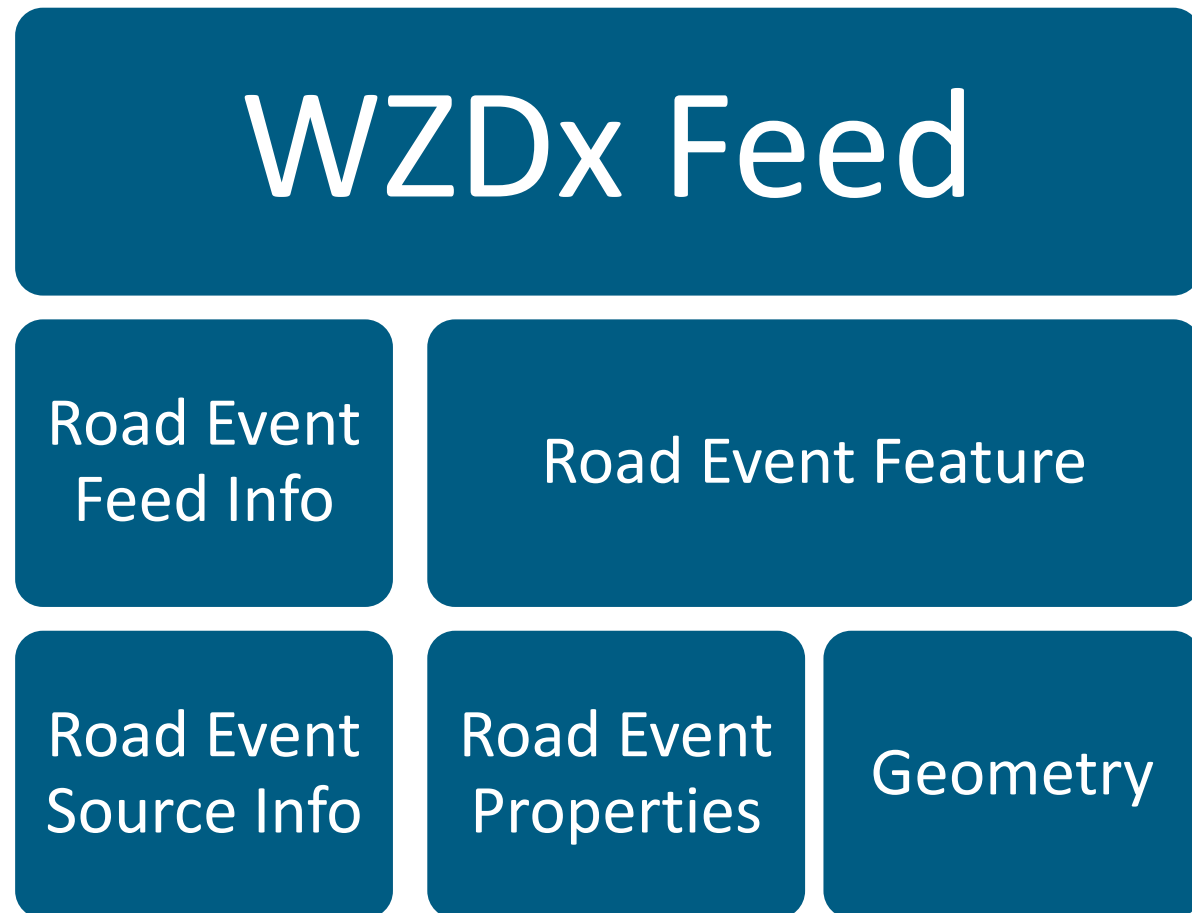 WZDx Feed
Road Event
Feed Info
Road Event Feature
Road Event
Source Info
Road Event
Properties
Geometry